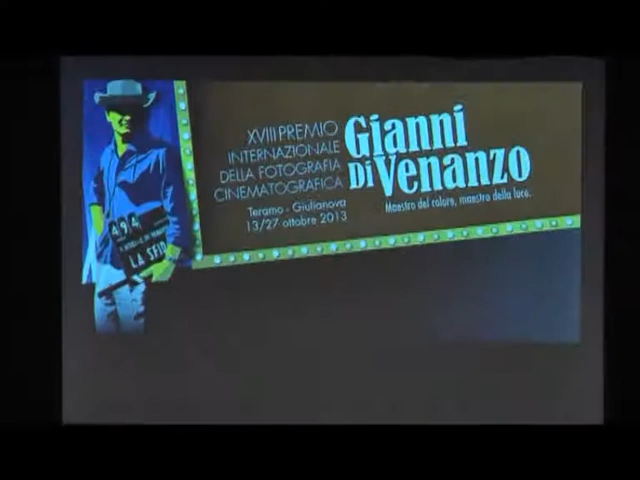 XVIII PREMIO
INTERNAZIONALE
DELLA FOTOGRAFIA
CINEMATOGRAFICA
Teramo - Giulianova
13/27 ottobre 2013
Gianni
Di Venanzo
Maestro del colore, maestro della luce.
494
LA SFID